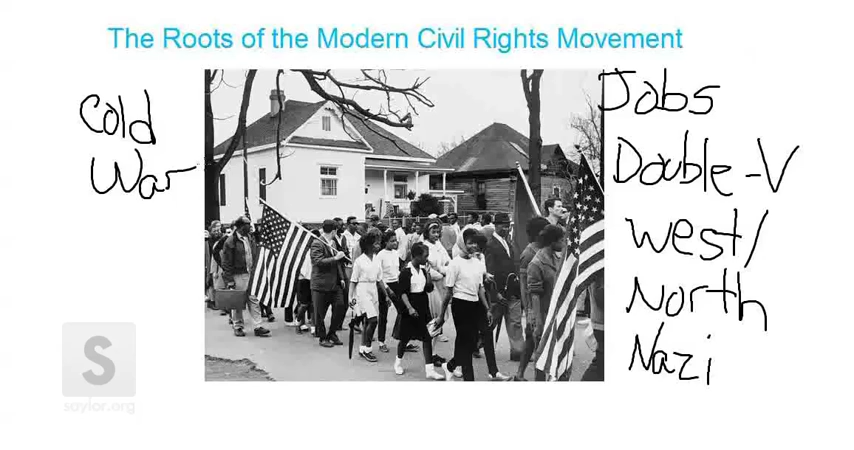 The Roots of the Modern Civil Rights Movement
Cold
War
Jobs
Double-V
West/
North
Nazi
S
saylor.org